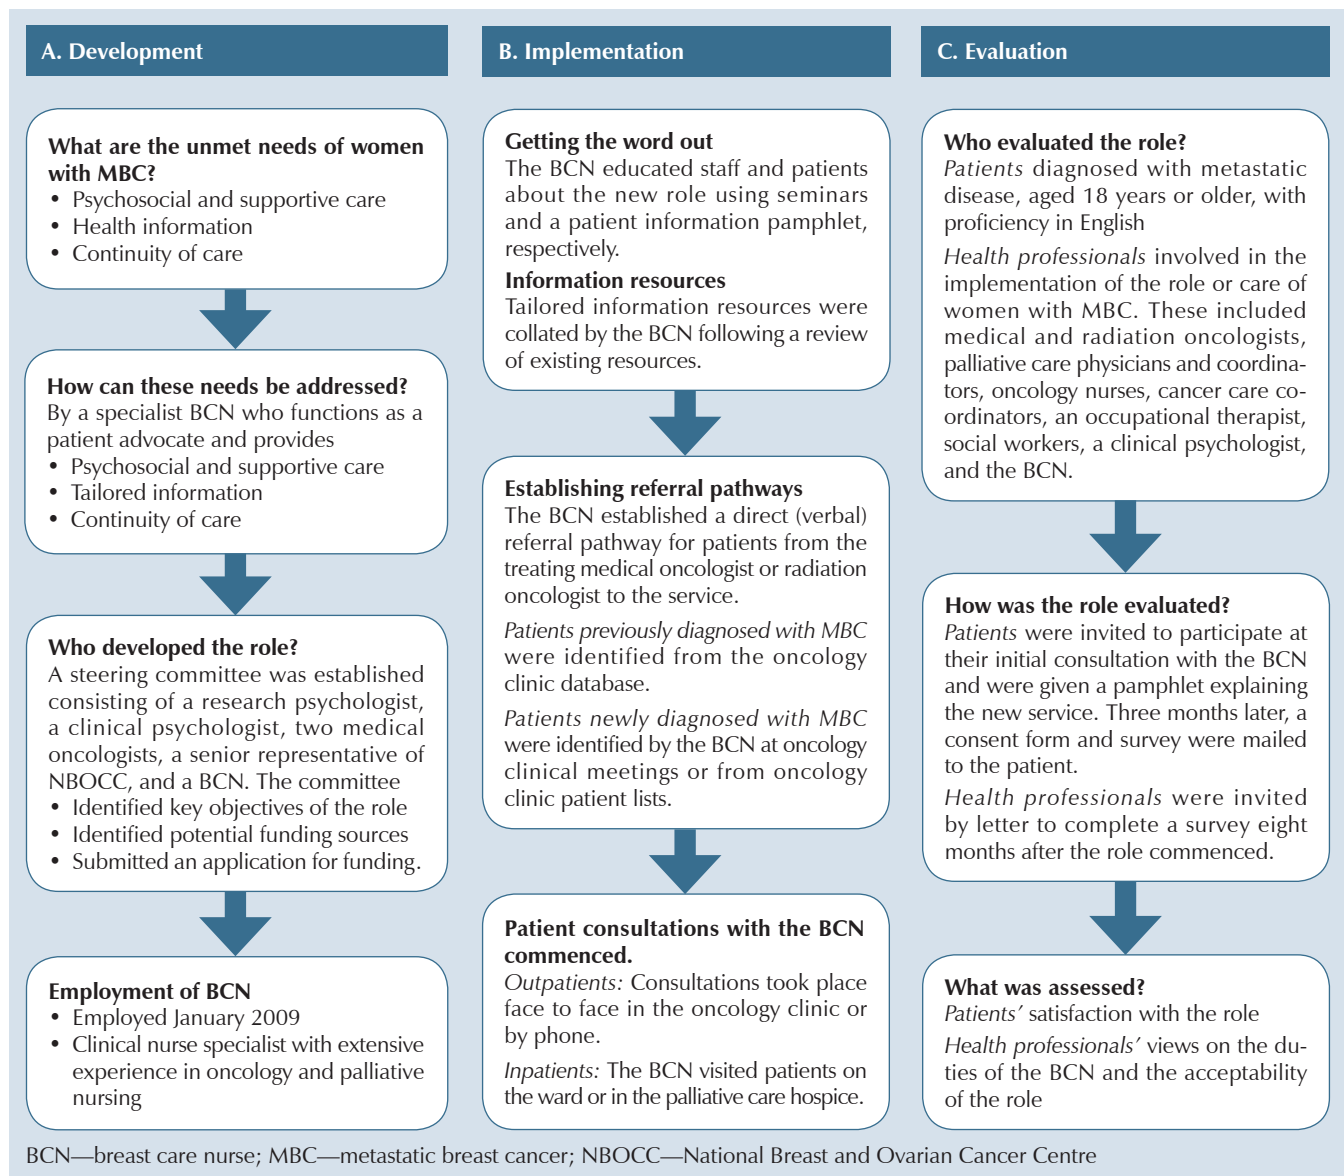 A. Development
What are the unmet needs of women
with MBC?
• Psychosocial and supportive care
• Health information
• Continuity of care
How can these needs be addressed?
By a specialist BCN who functions as a
patient advocate and provides
• Psychosocial and supportive care
• Tailored information
• Continuity of care
Who developed the role?
A steering committee was established
consisting of a research psychologist,
a clinical psychologist, two medical
oncologists, a senior representative of
NBOCC, and a BCN. The committee
• Identified key objectives of the role
• Identified potential funding sources
• Submitted an application for funding.
Employment of BCN
• Employed January 2009
• Clinical nurse specialist with extensive
experience in oncology and palliative
nursing
B. Implementation
Getting the word out
The BCN educated staff and patients
about the new role using seminars
and a patient information pamphlet,
respectively.
Information resources
Tailored information resources were
collated by the BCN following a review
of existing resources.
Establishing referral pathways
The BCN established a direct (verbal)
referral pathway for patients from the
treating medical oncologist or radiation
oncologist to the service.
Patients previously diagnosed with MBC
were identified from the oncology
clinic database.
Patients newly diagnosed with MBC
were identified by the BCN at oncology
clinical meetings or from oncology
clinic patient lists.
Patient consultations with the BCN
commenced.
Outpatients: Consultations took place
face to face in the oncology clinic or
by phone.
Inpatients: The BCN visited patients on
the ward or in the palliative care hospice.
C. Evaluation
Who evaluated the role?
Patients diagnosed with metastatic
disease, aged 18 years or older, with
proficiency in English
Health professionals involved in the
implementation of the role or care of
women with MBC. These included
medical and radiation oncologists,
palliative care physicians and coordina-
tors, oncology nurses, cancer care co-
ordinators, an occupational therapist,
social workers, a clinical psychologist,
and the BCN.
How was the role evaluated?
Patients were invited to participate at
their initial consultation with the BCN
and were given a pamphlet explaining
the new service. Three months later, a
consent form and survey were mailed
to the patient.
Health professionals were invited
by letter to complete a survey eight
months after the role commenced.
What was assessed?
Patients' satisfaction with the role
Health professionals' views on the du-
ties of the BCN and the acceptability
of the role
BCN—breast care nurse; MBC—metastatic breast cancer; NBOCC—National Breast and Ovarian Cancer Centre